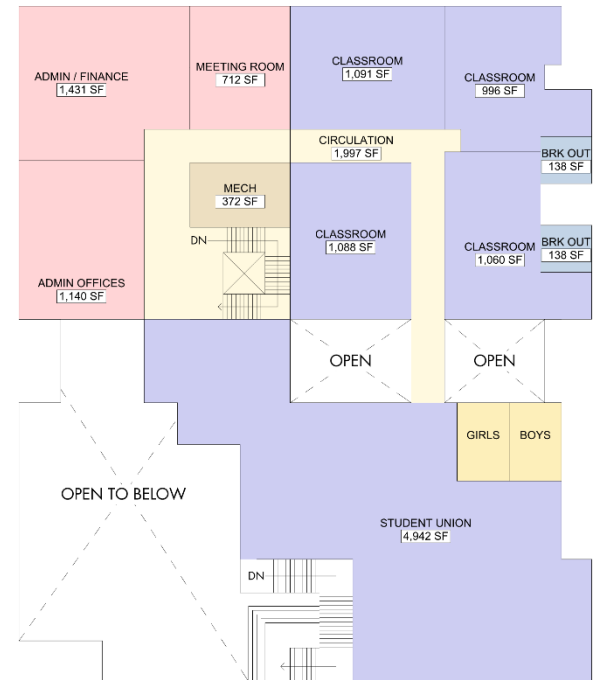 ADMIN / FINANCE
1,431 SF
MEETING ROOM
712 SF
CLASSROOM
1,091 SF
CLASSROOM
996 SF
CIRCULATION
1,997 SF
BRK OUT
138 SF
MECH
372 SF
DN
CLASSROOM
1,088 SF
CLASSROOM
1,060 SF
BRK OUT
138 SF
ADMIN OFFICES
1,140 SF
OPEN
OPEN
GIRLS
BOYS
OPEN TO BELOW
STUDENT UNION
4,942 SF
DN